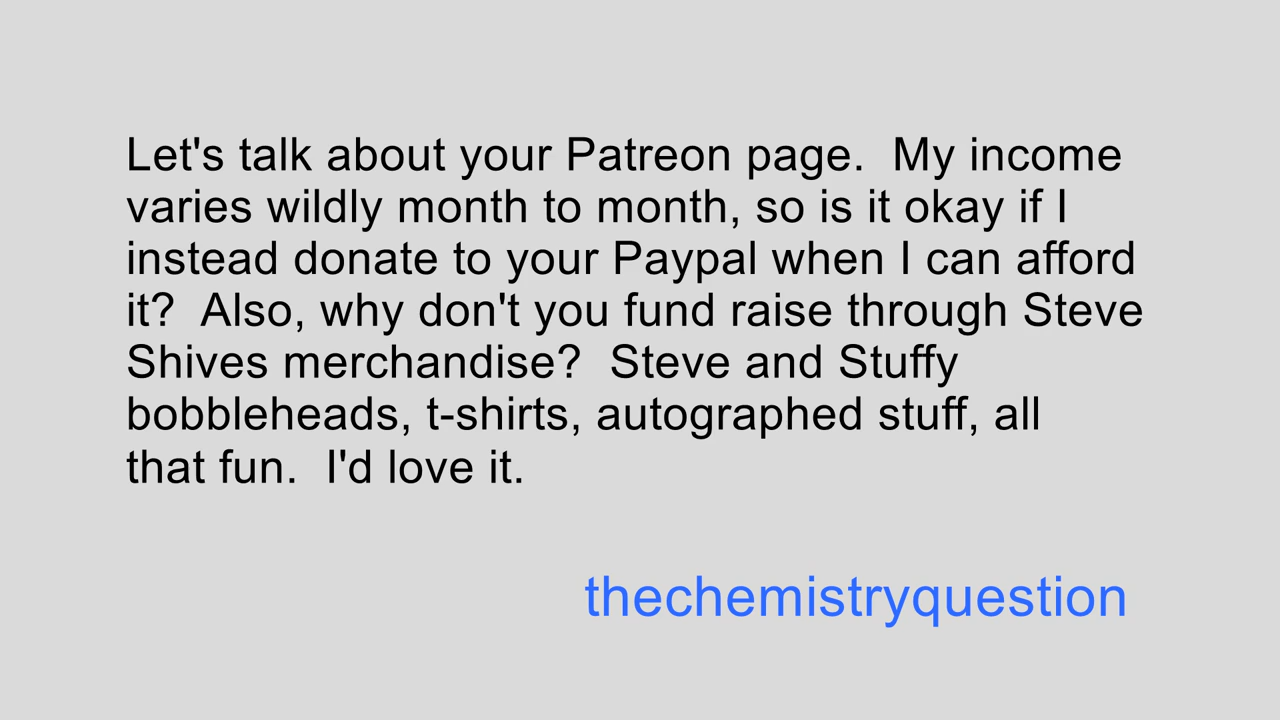 Let's talk about your Patreon page.  My income
varies wildly month to month, so is it okay if I
instead donate to your Paypal when I can afford
it?  Also, why don't you fund raise through Steve
Shives merchandise?  Steve and Stuffy
bobbleheads, t-shirts, autographed stuff, all
that fun.  I'd love it.
thechemistryquestion